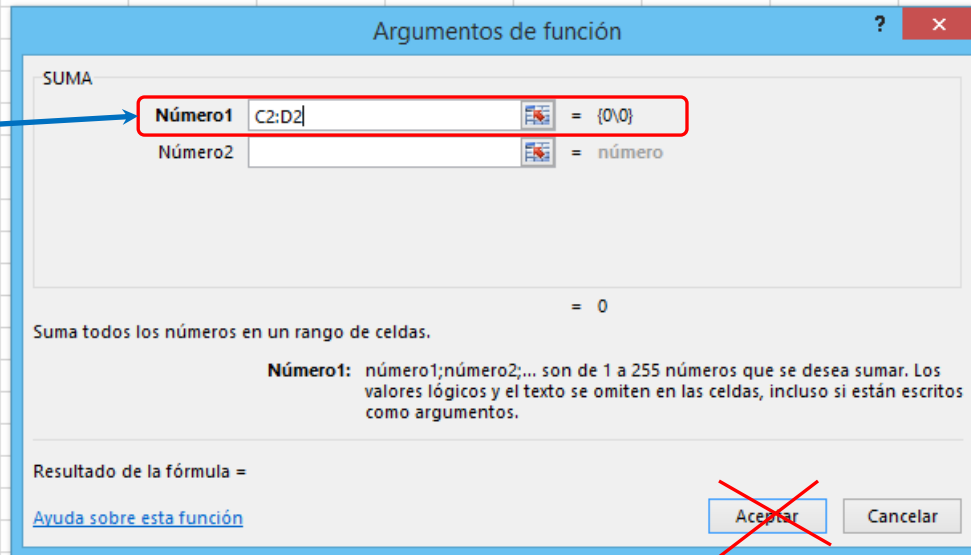 Argumentos de función
?
SUMA
Número1 C2:D2 = {0\0}
Número2 = número
= 0
Suma todos los números en un rango de celdas.
Número1: número1;número2;... son de 1 a 255 números que se desea sumar. Los
valores lógicos y el texto se omiten en las celdas, incluso si están escritos
como argumentos.
Resultado de la fórmula =
Ayuda sobre esta función
Aceptar Cancelar